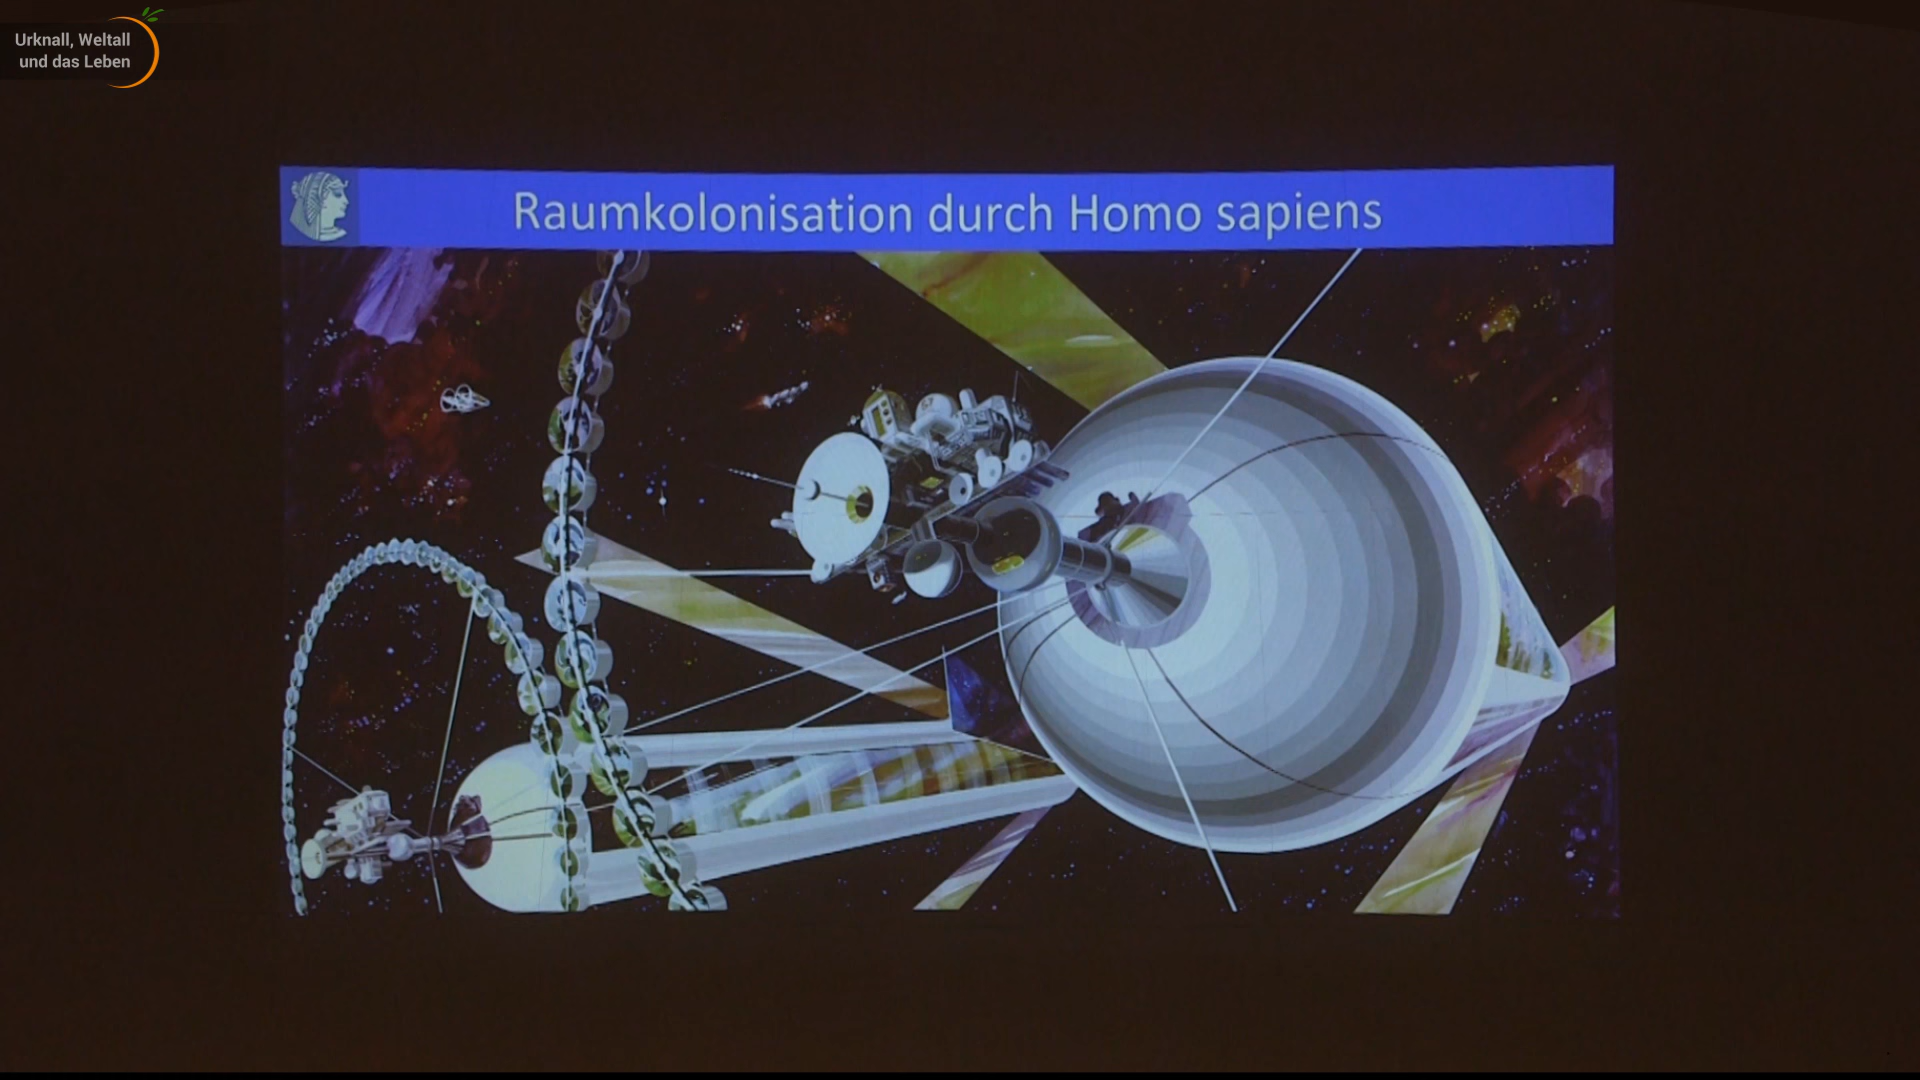 Urknall, Weltall
und das Leben
Raumkolonisation durch Homo sapiens